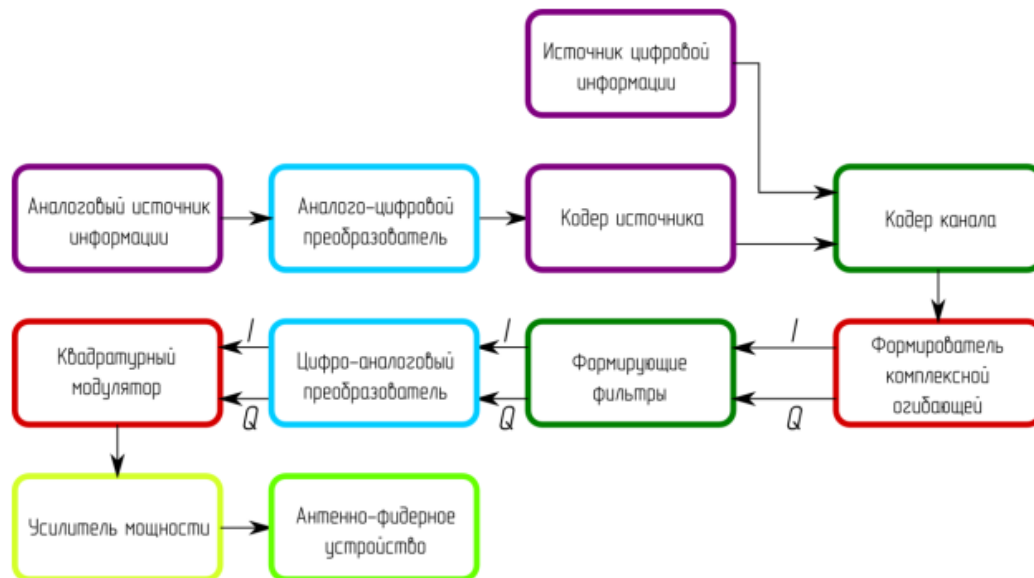 Источник цифровой
информации
Аналоговый источник
информации
Аналого-цифровой
преобразователь
Кодер источника
Кодер канала
Квадратурный
модулятор
I
Q
Цифро-аналоговый
преобразователь
I
Q
Формирующие
фильтры
I
Q
Формирователь
комплексной
огибающей
Усилитель мощности
Антенно-фидерное
устройство